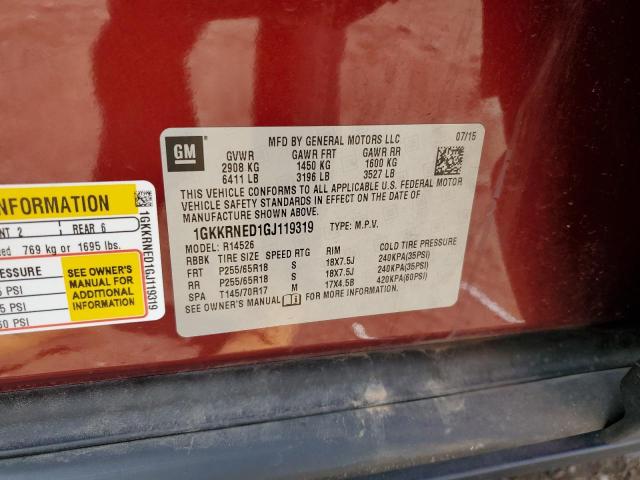 GM
MFD BY GENERAL MOTORS LLC 07/15
GVWR GAWR FRT GAWR RR
2908 KG 1450 KG 1600 KG
6411 LB 3196 LB 3527 LB
THIS VEHICLE CONFORMS TO ALL APPLICABLE U.S. FEDERAL MOTOR
VEHICLE SAFETY STANDARDS IN EFFECT ON THE DATE OF
MANUFACTURE SHOWN ABOVE.
1GKKRNED1GJ119319 TYPE: M.P.V.
MODEL: R14526
RBBK TIRE SIZE SPEED RTG RIM COLD TIRE PRESSURE
FRT P255/65R18 S 18X7.5J 240KPA(35PSI)
RR P255/65R18 S 18X7.5J 240KPA(35PSI)
SPA T145/70R17 M 17X4.5B 420KPA(60PSI)
SEE OWNER'S MANUAL FOR MORE INFORMATION.
INFORMATION
2 REAR 6
769 kg or 1695 lbs.
PRESSURE
PSI
PSI
PSI
SEE OWNER'S
MANUAL FOR
ADDITIONAL
INFORMATION
1GKKRNED1GJ119319